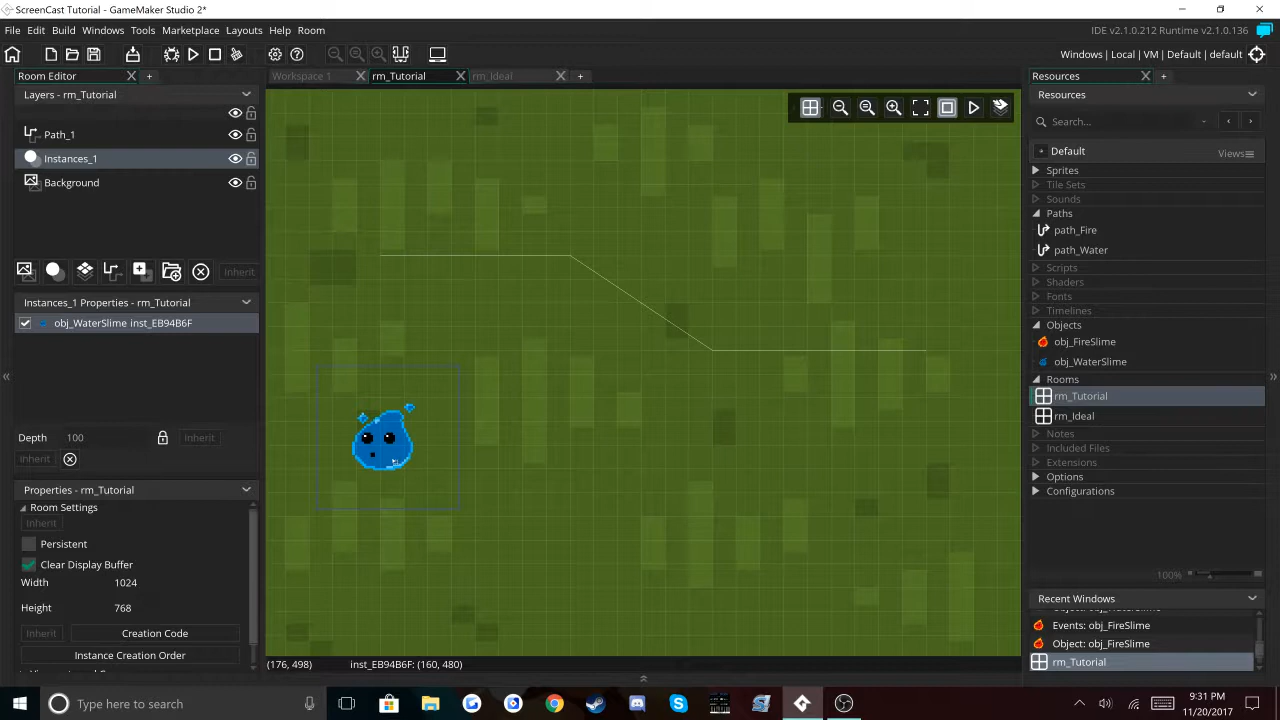 ScreenCast Tutorial - GameMaker Studio 2*
File Edit Build Windows Tools Marketplace Layouts Help Room
IDE v2.1.0.212 Runtime v2.1.0.136
Windows | Local | VM | Default | default
Room Editor
Workspace 1
rm_Tutorial
rm_Ideal
Resources
Layers - rm_Tutorial
Path_1
Instances_1
Background
Inherit
Instances_1 Properties - rm_Tutorial
obj_WaterSlime inst_EB94B6F
Depth 100 Inherit
Inherit
Properties - rm_Tutorial
Room Settings
Inherit
Persistent
Clear Display Buffer
Width 1024
Height 768
Inherit Creation Code
Instance Creation Order
(176, 498) inst_EB94B6F: (160, 480)
Resources
Search...
Default Views
Sprites
Tile Sets
Sounds
Paths
path_Fire
path_Water
Scripts
Shaders
Fonts
Timelines
Objects
obj_FireSlime
obj_WaterSlime
Rooms
rm_Tutorial
rm_Ideal
Notes
Included Files
Extensions
Options
Configurations
100%
Recent Windows
Events: obj_FireSlime
Object: obj_FireSlime
rm_Tutorial
Type here to search
9:31 PM
11/20/2017